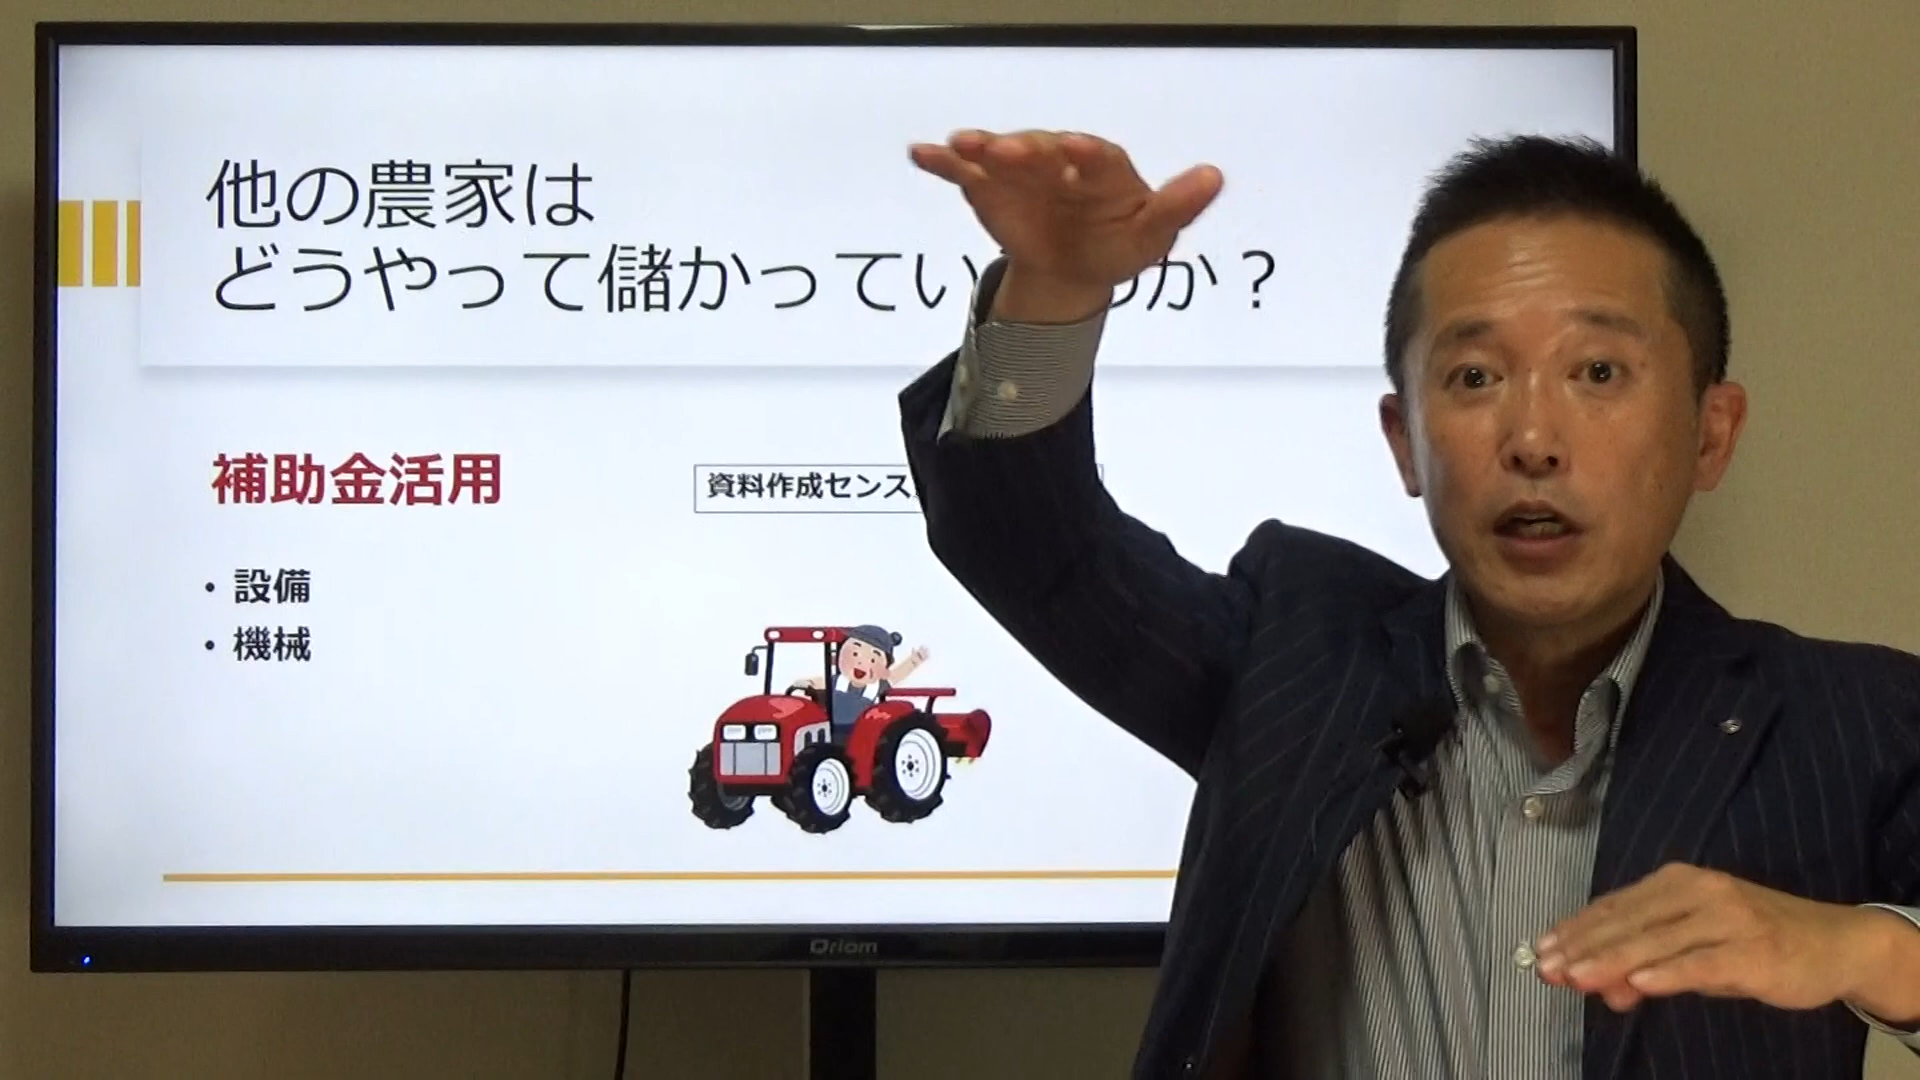 他の農家は
どうやって儲かってい か？
補助金活用
資料作成センス
・設備
・機械
Oriom